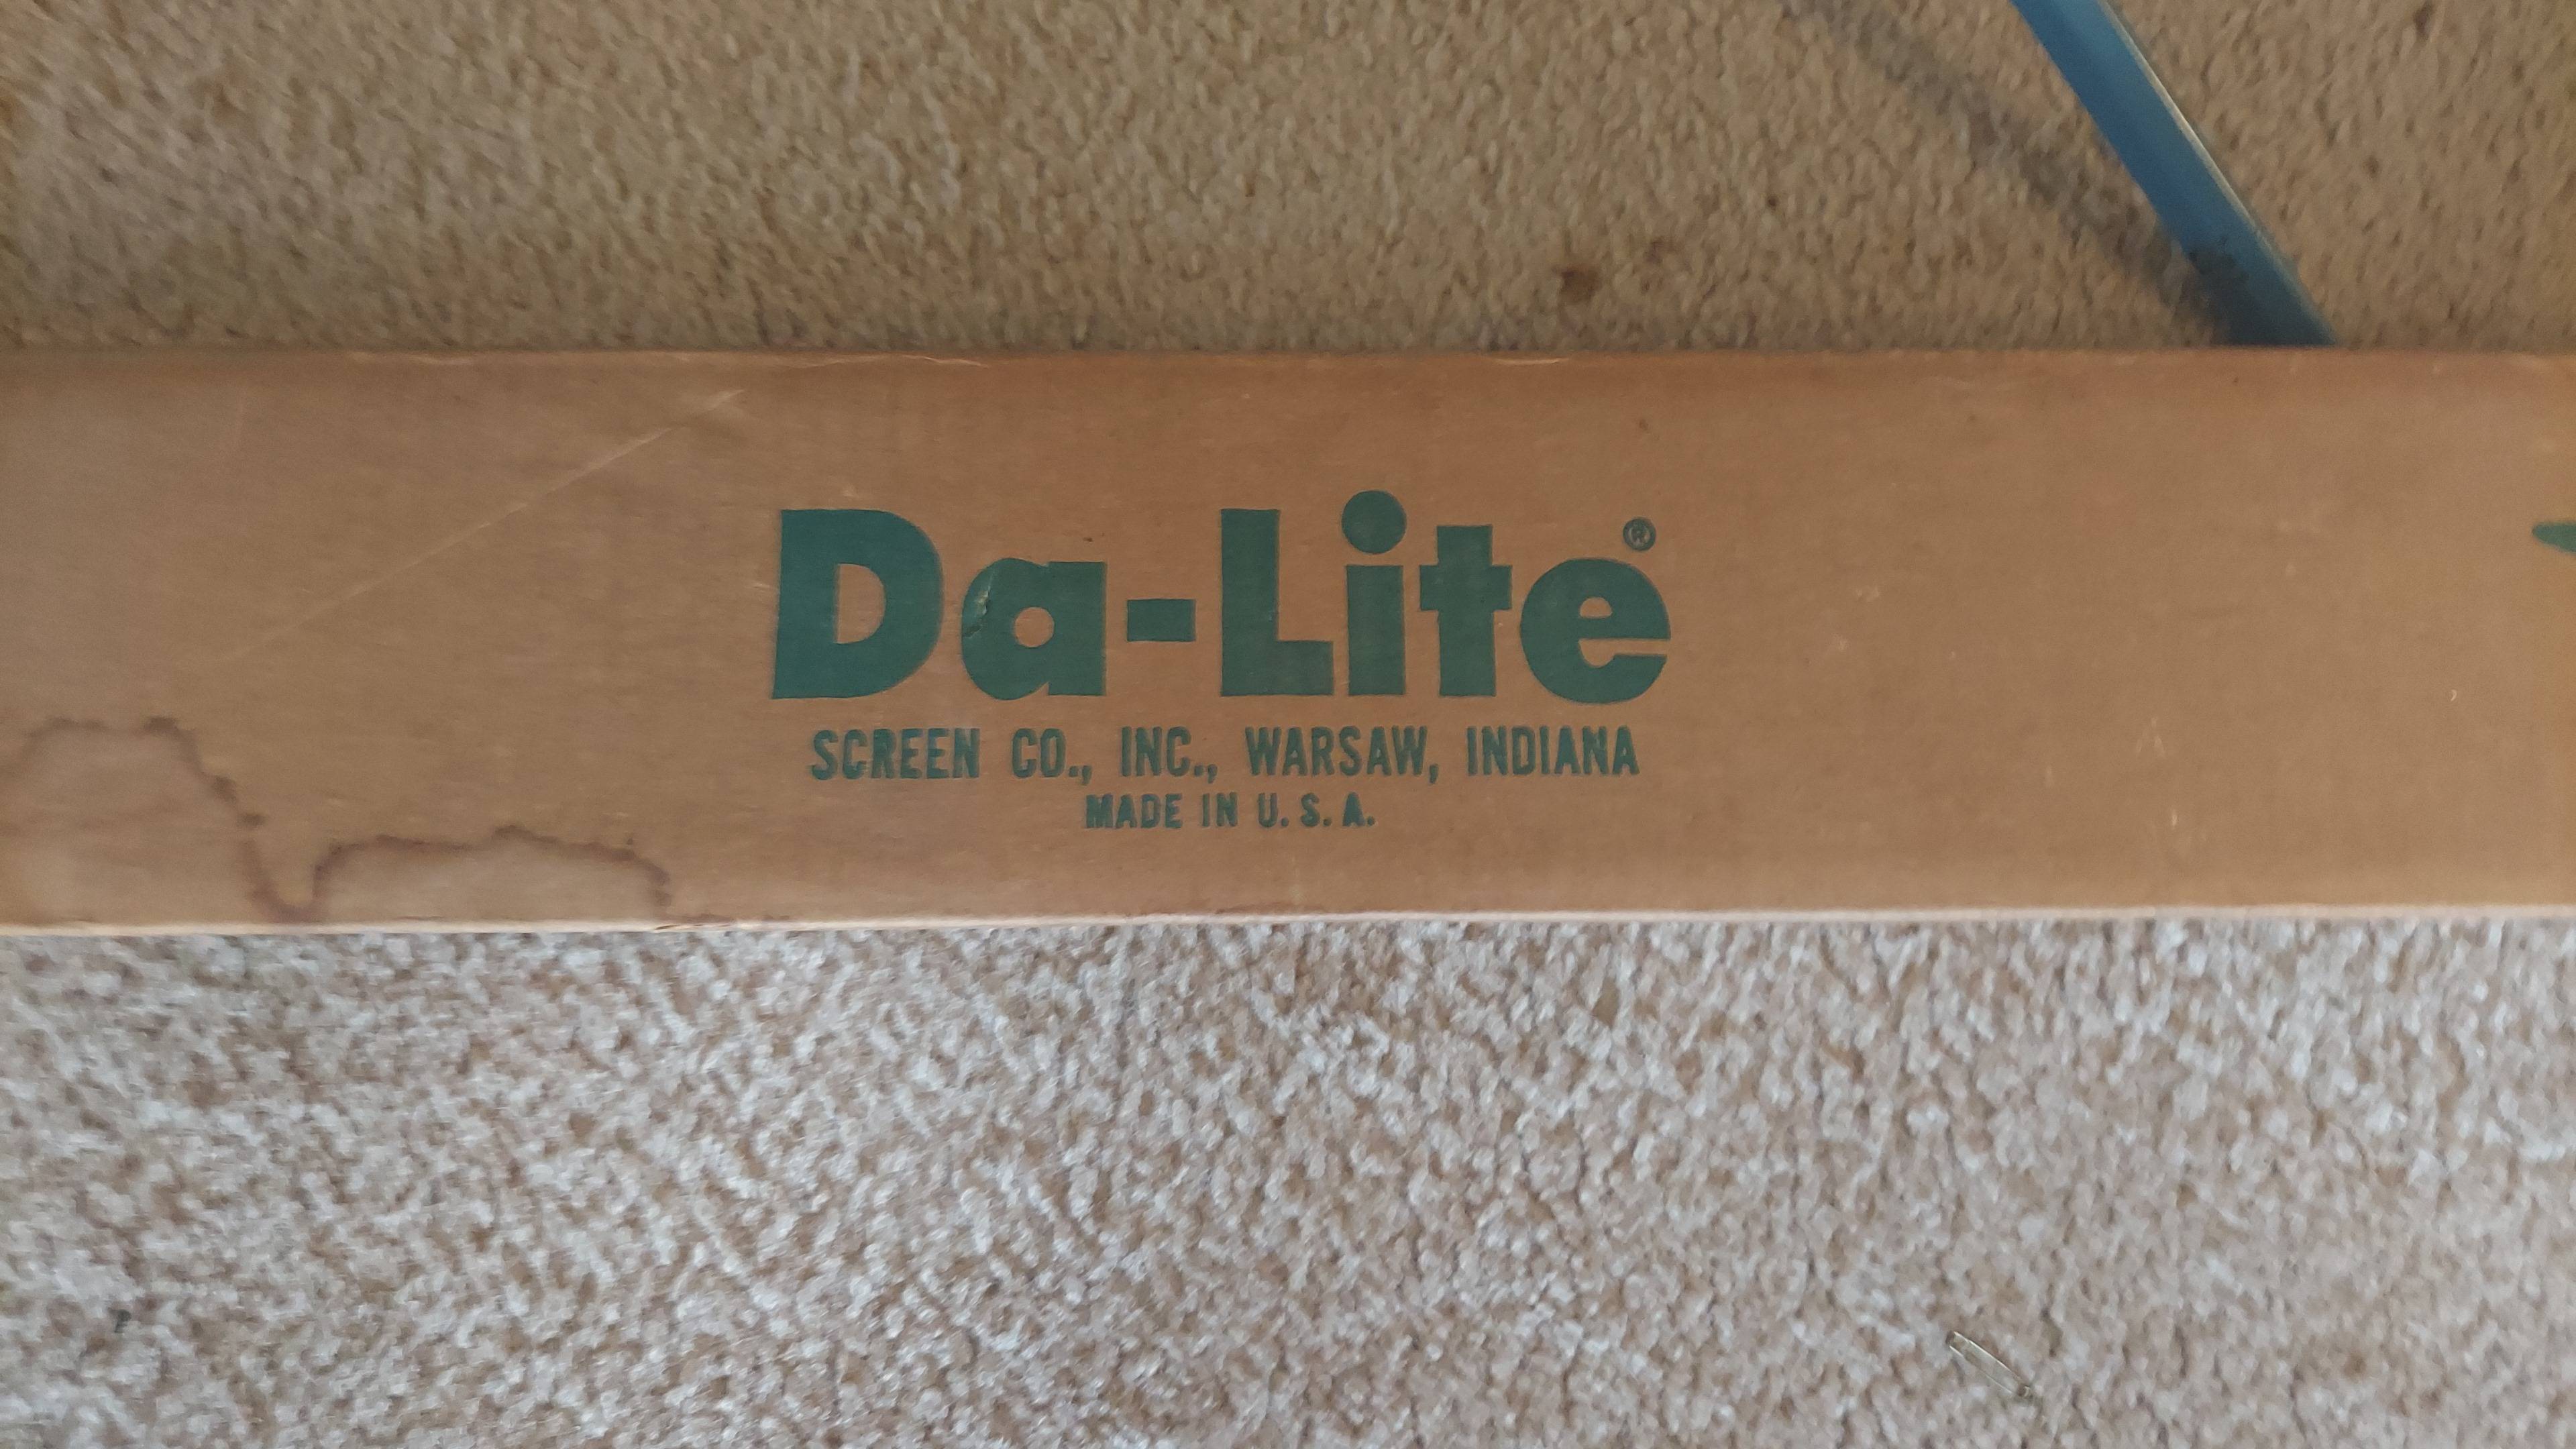 Da-Lite®
SCREEN CO., INC., WARSAW, INDIANA
MADE IN U.S.A.